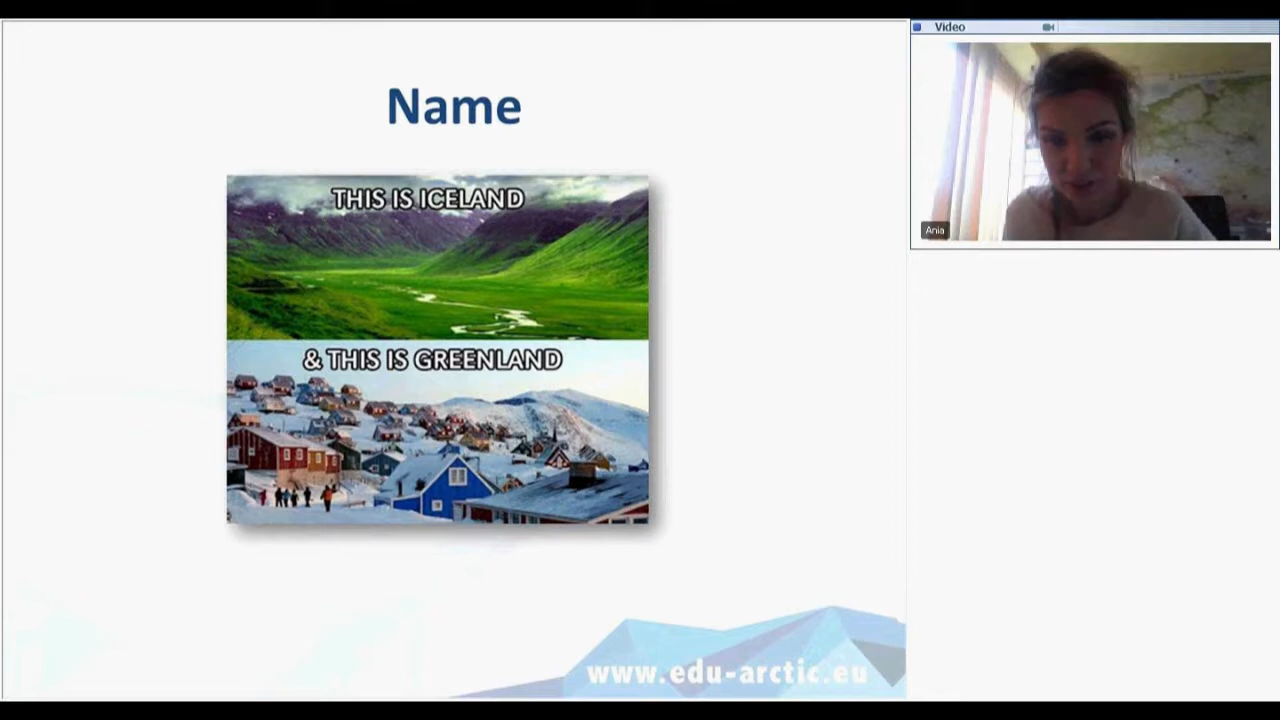 Video
Name
THIS IS ICELAND
& THIS IS GREENLAND
Ania
www.edu-arctic.eu